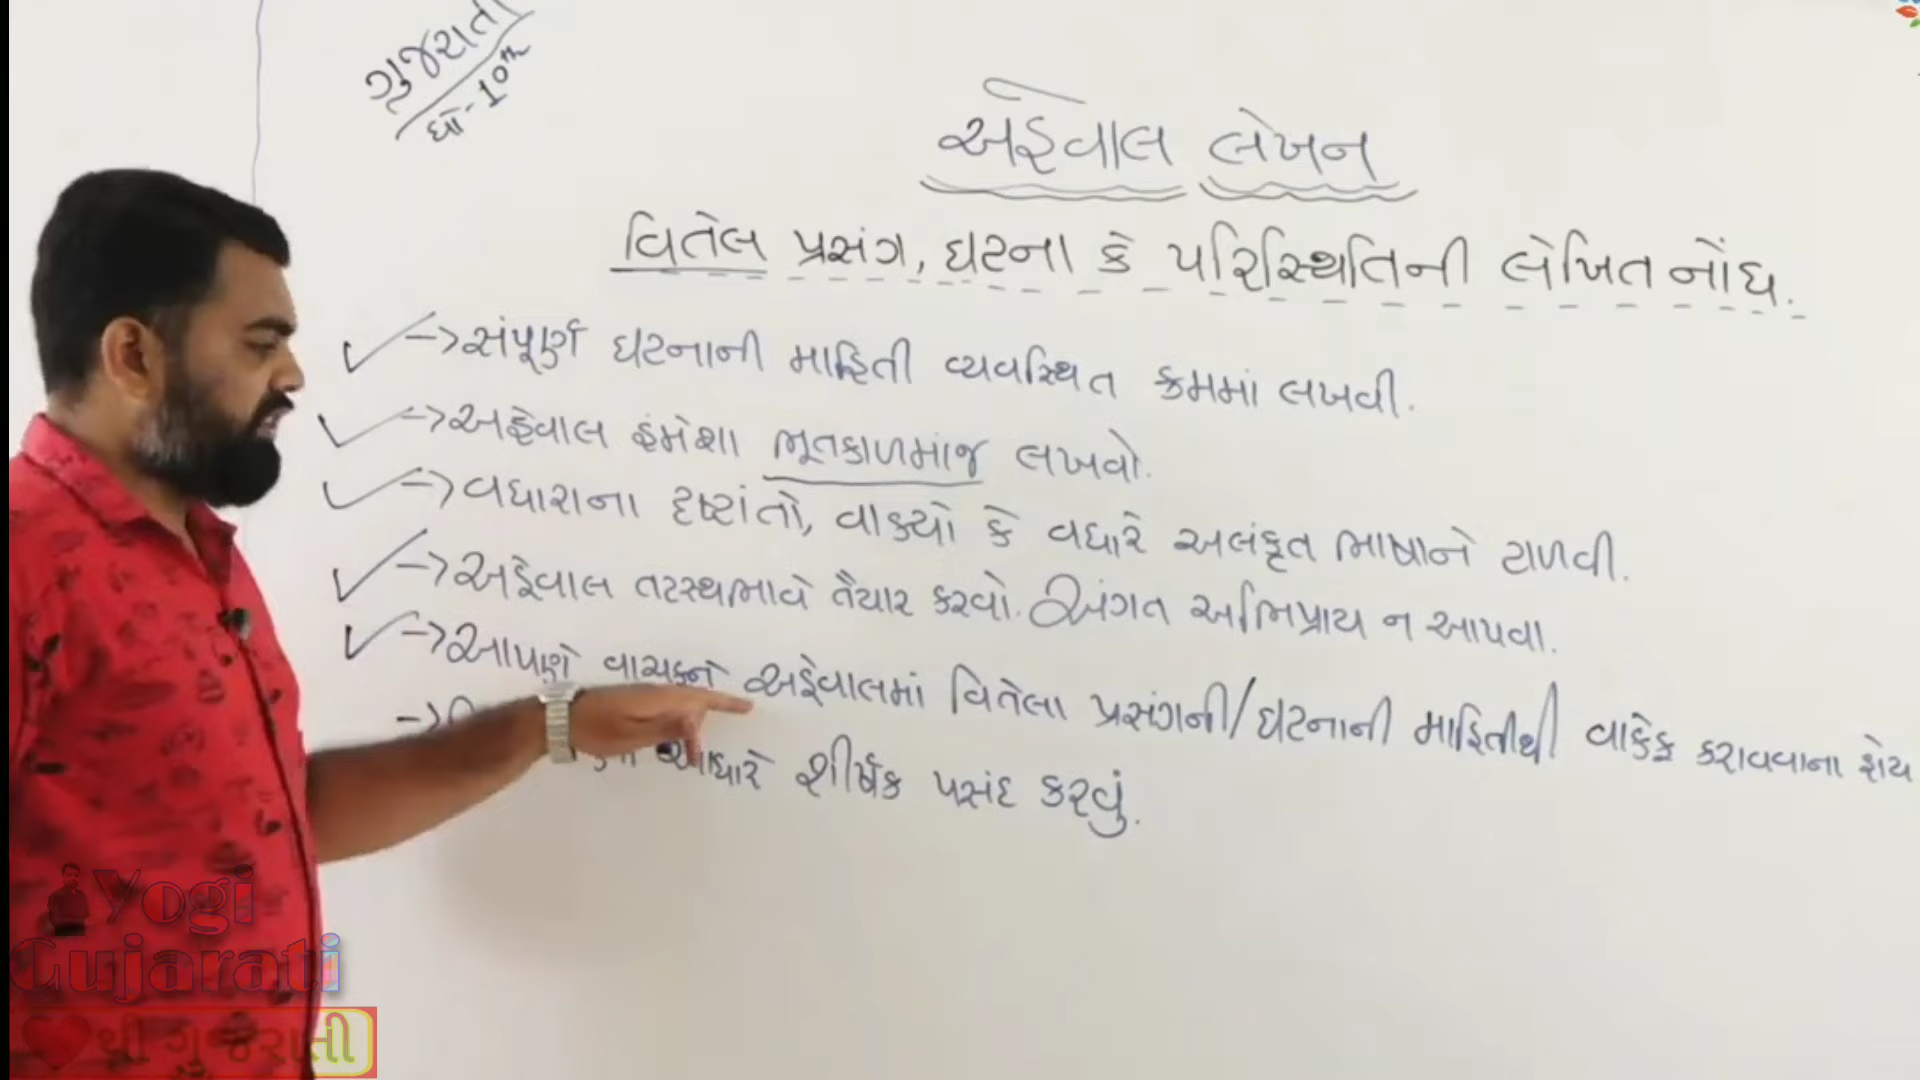 ગુજરાતી
ધો-10th
અહેવાલ લેખન
વિતેલ પ્રસંગ, ઘટના કે પરિસ્થિતિની લેખિત નોંધ.
→ સંપૂર્ણ ઘટનાની માહિતી વ્યવસ્થિત ક્રમમાં લખવી.
→ અહેવાલ હંમેશા ભૂતકાળમાંજ લખવો.
→ વધારાના દૃષ્ટાંતો, વાક્યો કે વધારે અલંકૃત ભાષાને ટાળવી.
→ અહેવાલ તટસ્થભાવે તૈયાર કરવો. અંગત અભિપ્રાય ન આપવા.
→ આપણે વાચકને અહેવાલમાં વિતેલા પ્રસંગની/ઘટનાની માહિતીથી વાકેફ કરાવવાના હોય
→ આધારે શીર્ષક પસંદ કરવું.
Yogi
Gujarati
થી ગુજરાતી